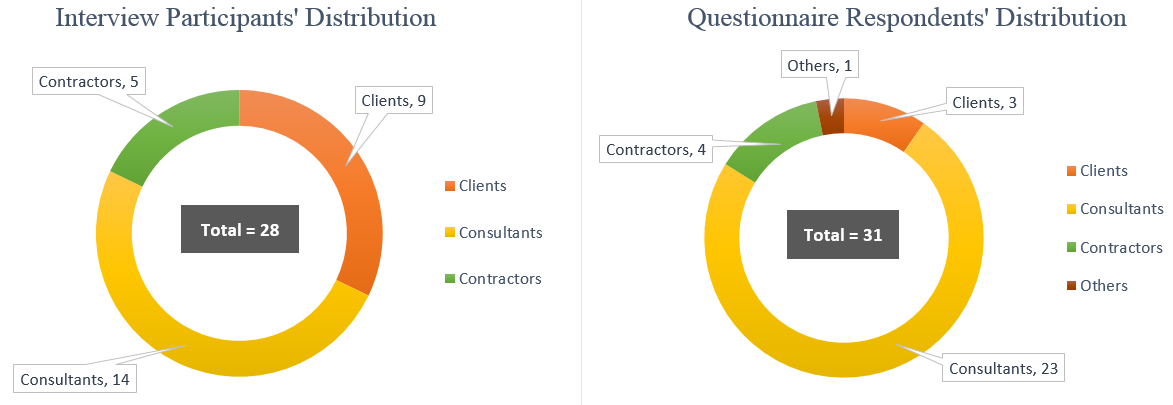 Interview Participants' Distribution
Contractors, 5
Clients, 9
Total = 28
Consultants, 14
Clients
Consultants
Contractors
Questionnaire Respondents' Distribution
Others, 1
Clients, 3
Contractors, 4
Total = 31
Consultants, 23
Clients
Consultants
Contractors
Others